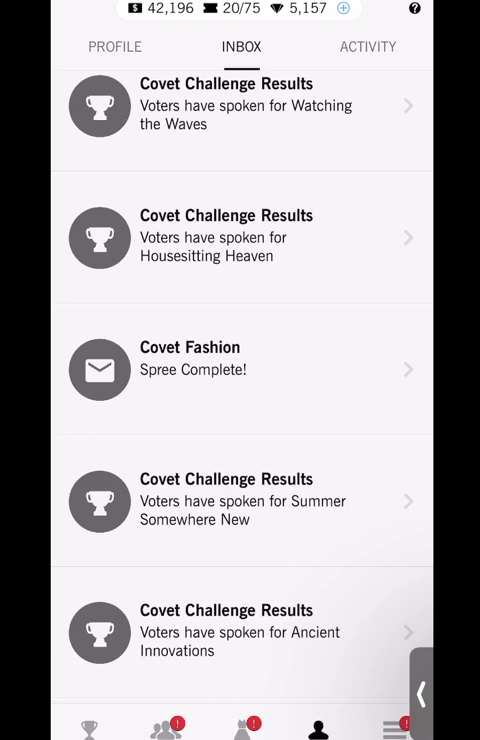 $ 42,196 20/75 5,157
PROFILE INBOX ACTIVITY
Covet Challenge Results
Voters have spoken for Watching
the Waves
Covet Challenge Results
Voters have spoken for
Housesitting Heaven
Covet Fashion
Spree Complete!
Covet Challenge Results
Voters have spoken for Summer
Somewhere New
Covet Challenge Results
Voters have spoken for Ancient
Innovations